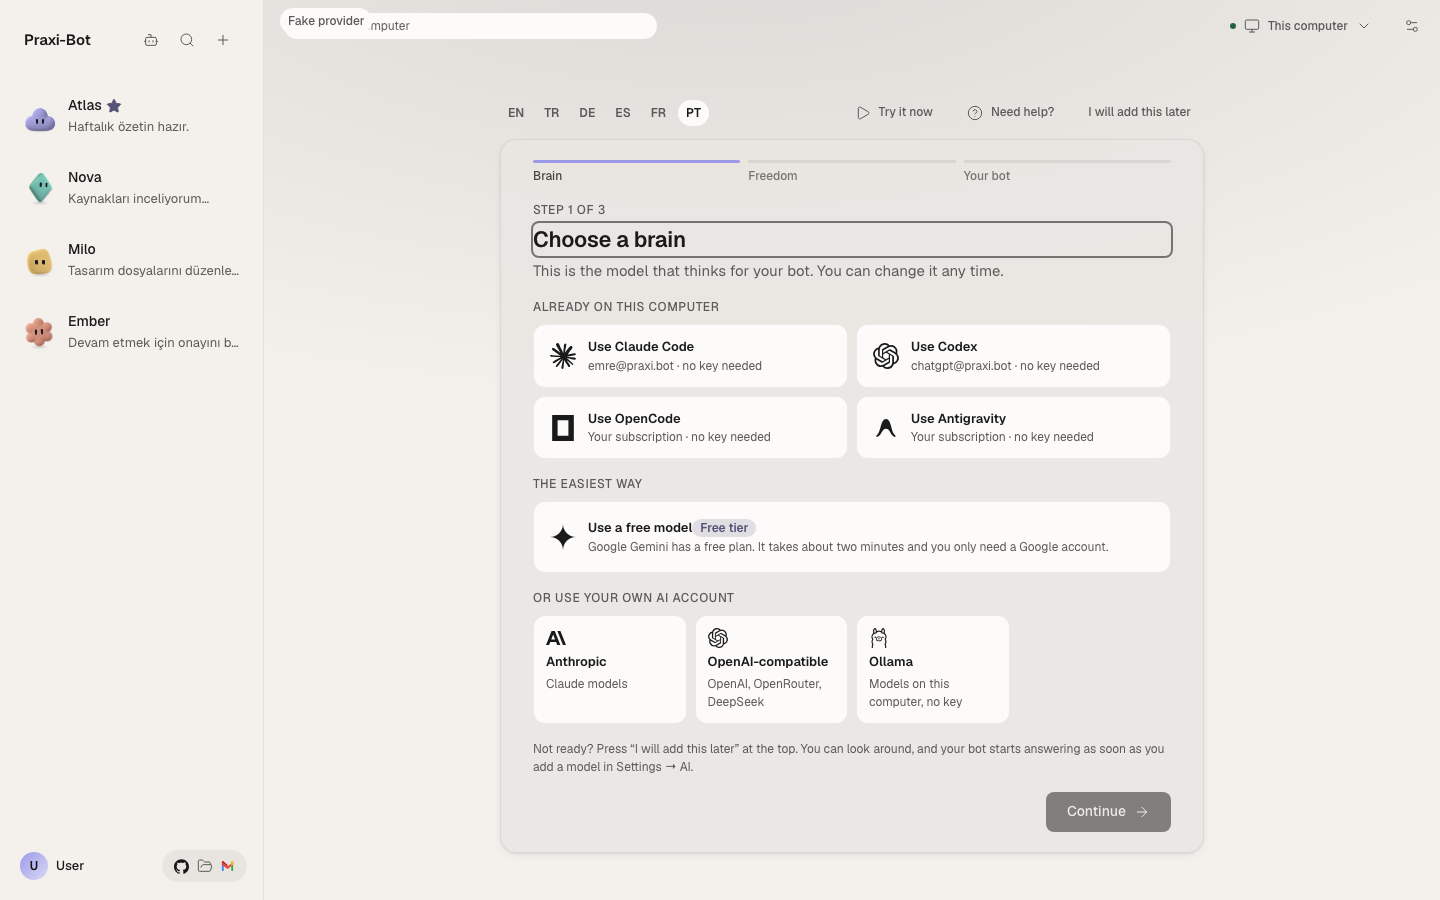 Praxi-Bot
Atlas
Haftalık özetin hazır.
Nova
Kaynakları inceliyorum...
Milo
Tasarım dosyalarını düzenle...
Ember
Devam etmek için onayını b...
U User
Fake provider
mputer
This computer
EN TR DE ES FR PT
Try it now
Need help?
I will add this later
Brain Freedom Your bot
STEP 1 OF 3
Choose a brain
This is the model that thinks for your bot. You can change it any time.
ALREADY ON THIS COMPUTER
Use Claude Code
emre@praxi.bot · no key needed
Use Codex
chatgpt@praxi.bot · no key needed
Use OpenCode
Your subscription · no key needed
Use Antigravity
Your subscription · no key needed
THE EASIEST WAY
Use a free model Free tier
Google Gemini has a free plan. It takes about two minutes and you only need a Google account.
OR USE YOUR OWN AI ACCOUNT
Anthropic
Claude models
OpenAI-compatible
OpenAI, OpenRouter,
DeepSeek
Ollama
Models on this
computer, no key
Not ready? Press “I will add this later” at the top. You can look around, and your bot starts answering as soon as you
add a model in Settings → AI.
Continue →